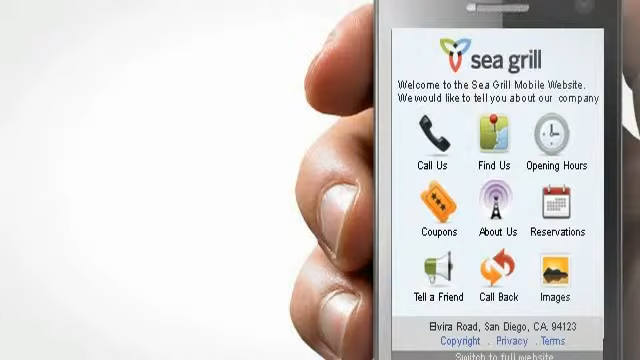 sea grill
Welcome to the Sea Grill Mobile Website.
We would like to tell you about our company
Call Us Find Us Opening Hours
Coupons About Us Reservations
Tell a Friend Call Back Images
Elvira Road, San Diego, CA. 94123
Copyright . Privacy . Terms
Switch to full website